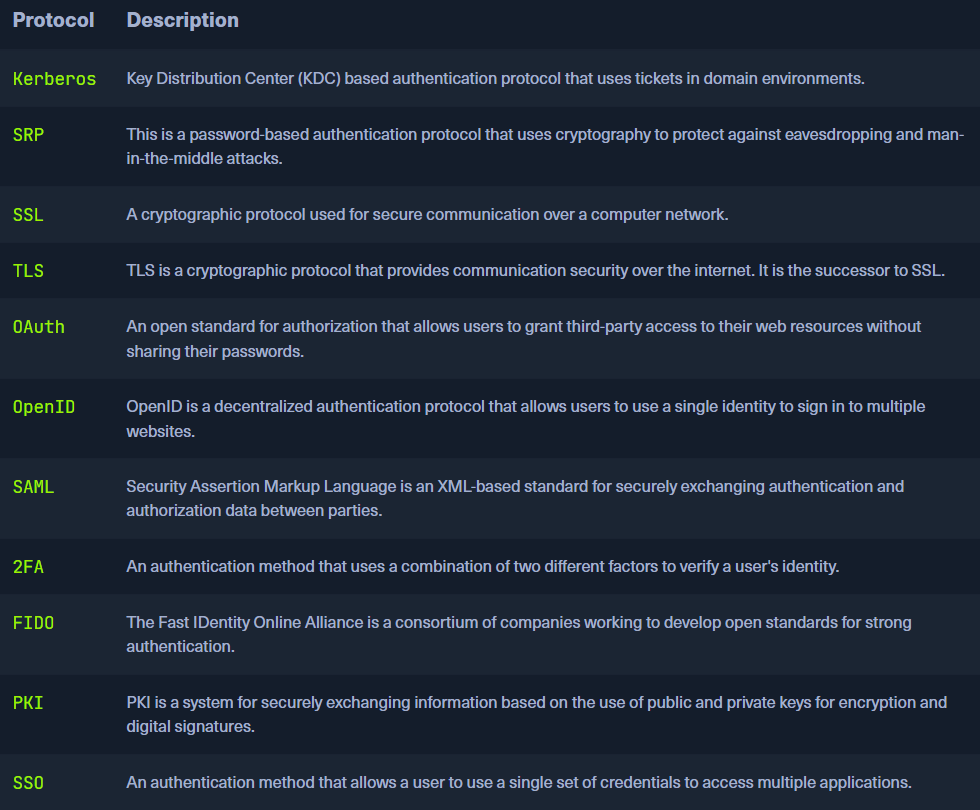 Protocol Description
Kerberos Key Distribution Center (KDC) based authentication protocol that uses tickets in domain environments.
SRP This is a password-based authentication protocol that uses cryptography to protect against eavesdropping and man-
in-the-middle attacks.
SSL A cryptographic protocol used for secure communication over a computer network.
TLS TLS is a cryptographic protocol that provides communication security over the internet. It is the successor to SSL.
OAuth An open standard for authorization that allows users to grant third-party access to their web resources without
sharing their passwords.
OpenID OpenID is a decentralized authentication protocol that allows users to use a single identity to sign in to multiple
websites.
SAML Security Assertion Markup Language is an XML-based standard for securely exchanging authentication and
authorization data between parties.
2FA An authentication method that uses a combination of two different factors to verify a user's identity.
FIDO The Fast IDentity Online Alliance is a consortium of companies working to develop open standards for strong
authentication.
PKI PKI is a system for securely exchanging information based on the use of public and private keys for encryption and
digital signatures.
SSO An authentication method that allows a user to use a single set of credentials to access multiple applications.